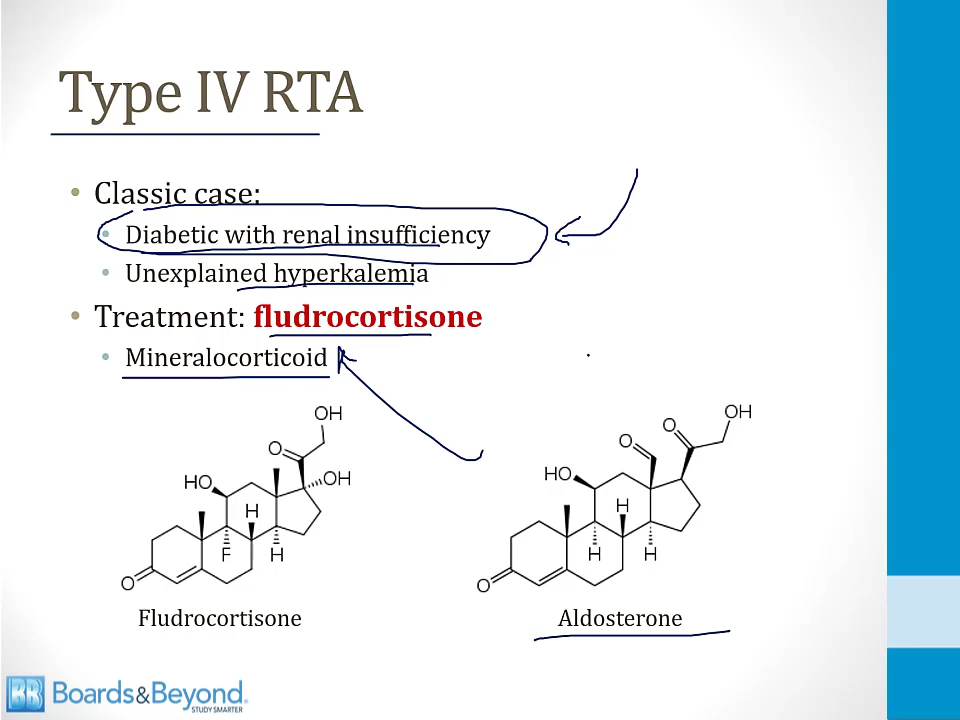 Type IV RTA
• Classic case:
• Diabetic with renal insufficiency
• Unexplained hyperkalemia
• Treatment: fludrocortisone
• Mineralocorticoid
OH
O
HO
OH
H
F
H
O
Fludrocortisone
OH
O
O
HO
H
H
H
O
Aldosterone
BB Boards&Beyond.
STUDY SMARTER